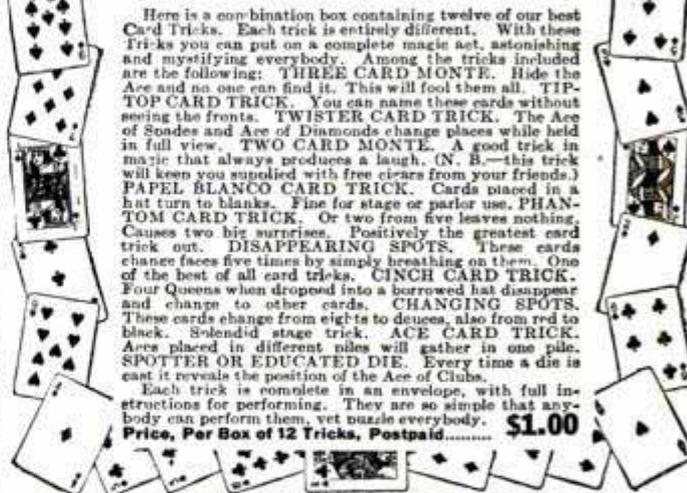 Here is a combination box containing twelve of our best
Card Tricks. Each trick is entirely different. With these
Tricks you can put on a complete magic act, astonishing
and mystifying everybody. Among the tricks included
are the following: THREE CARD MONTE. Hide the
Ace and no one can find it. This will fool them all. TIP-
TOP CARD TRICK. You can name these cards without
seeing the fronts. TWISTER CARD TRICK. The Ace
of Spades and Ace of Diamonds change places while held
in full view. TWO CARD MONTE. A good trick in
magic that always produces a laugh. (N. B.—this trick
will keep you supplied with free cigars from your friends.)
PAPEL BLANCO CARD TRICK. Cards placed in a
hat turn to blanks. Fine for stage or parlor use. PHAN-
TOM CARD TRICK. Or two from five leaves nothing.
Causes two big surprises. Positively the greatest card
trick out. DISAPPEARING SPOTS. These cards
change faces five times by simply breathing on them. One
of the best of all card tricks. CINCH CARD TRICK.
Four Queens when dropped into a borrowed hat disappear
and change to other cards. CHANGING SPOTS.
These cards change from eights to deuces, also from red to
black. Splendid stage trick. ACE CARD TRICK.
Aces placed in different piles will gather in one pile.
SPOTTER OR EDUCATED DIE. Every time a die is
cast it reveals the position of the Ace of Clubs.
Each trick is complete in an envelope, with full in-
structions for performing. They are so simple that any-
body can perform them, yet puzzle everybody.
Price, Per Box of 12 Tricks, Postpaid......... $1.00